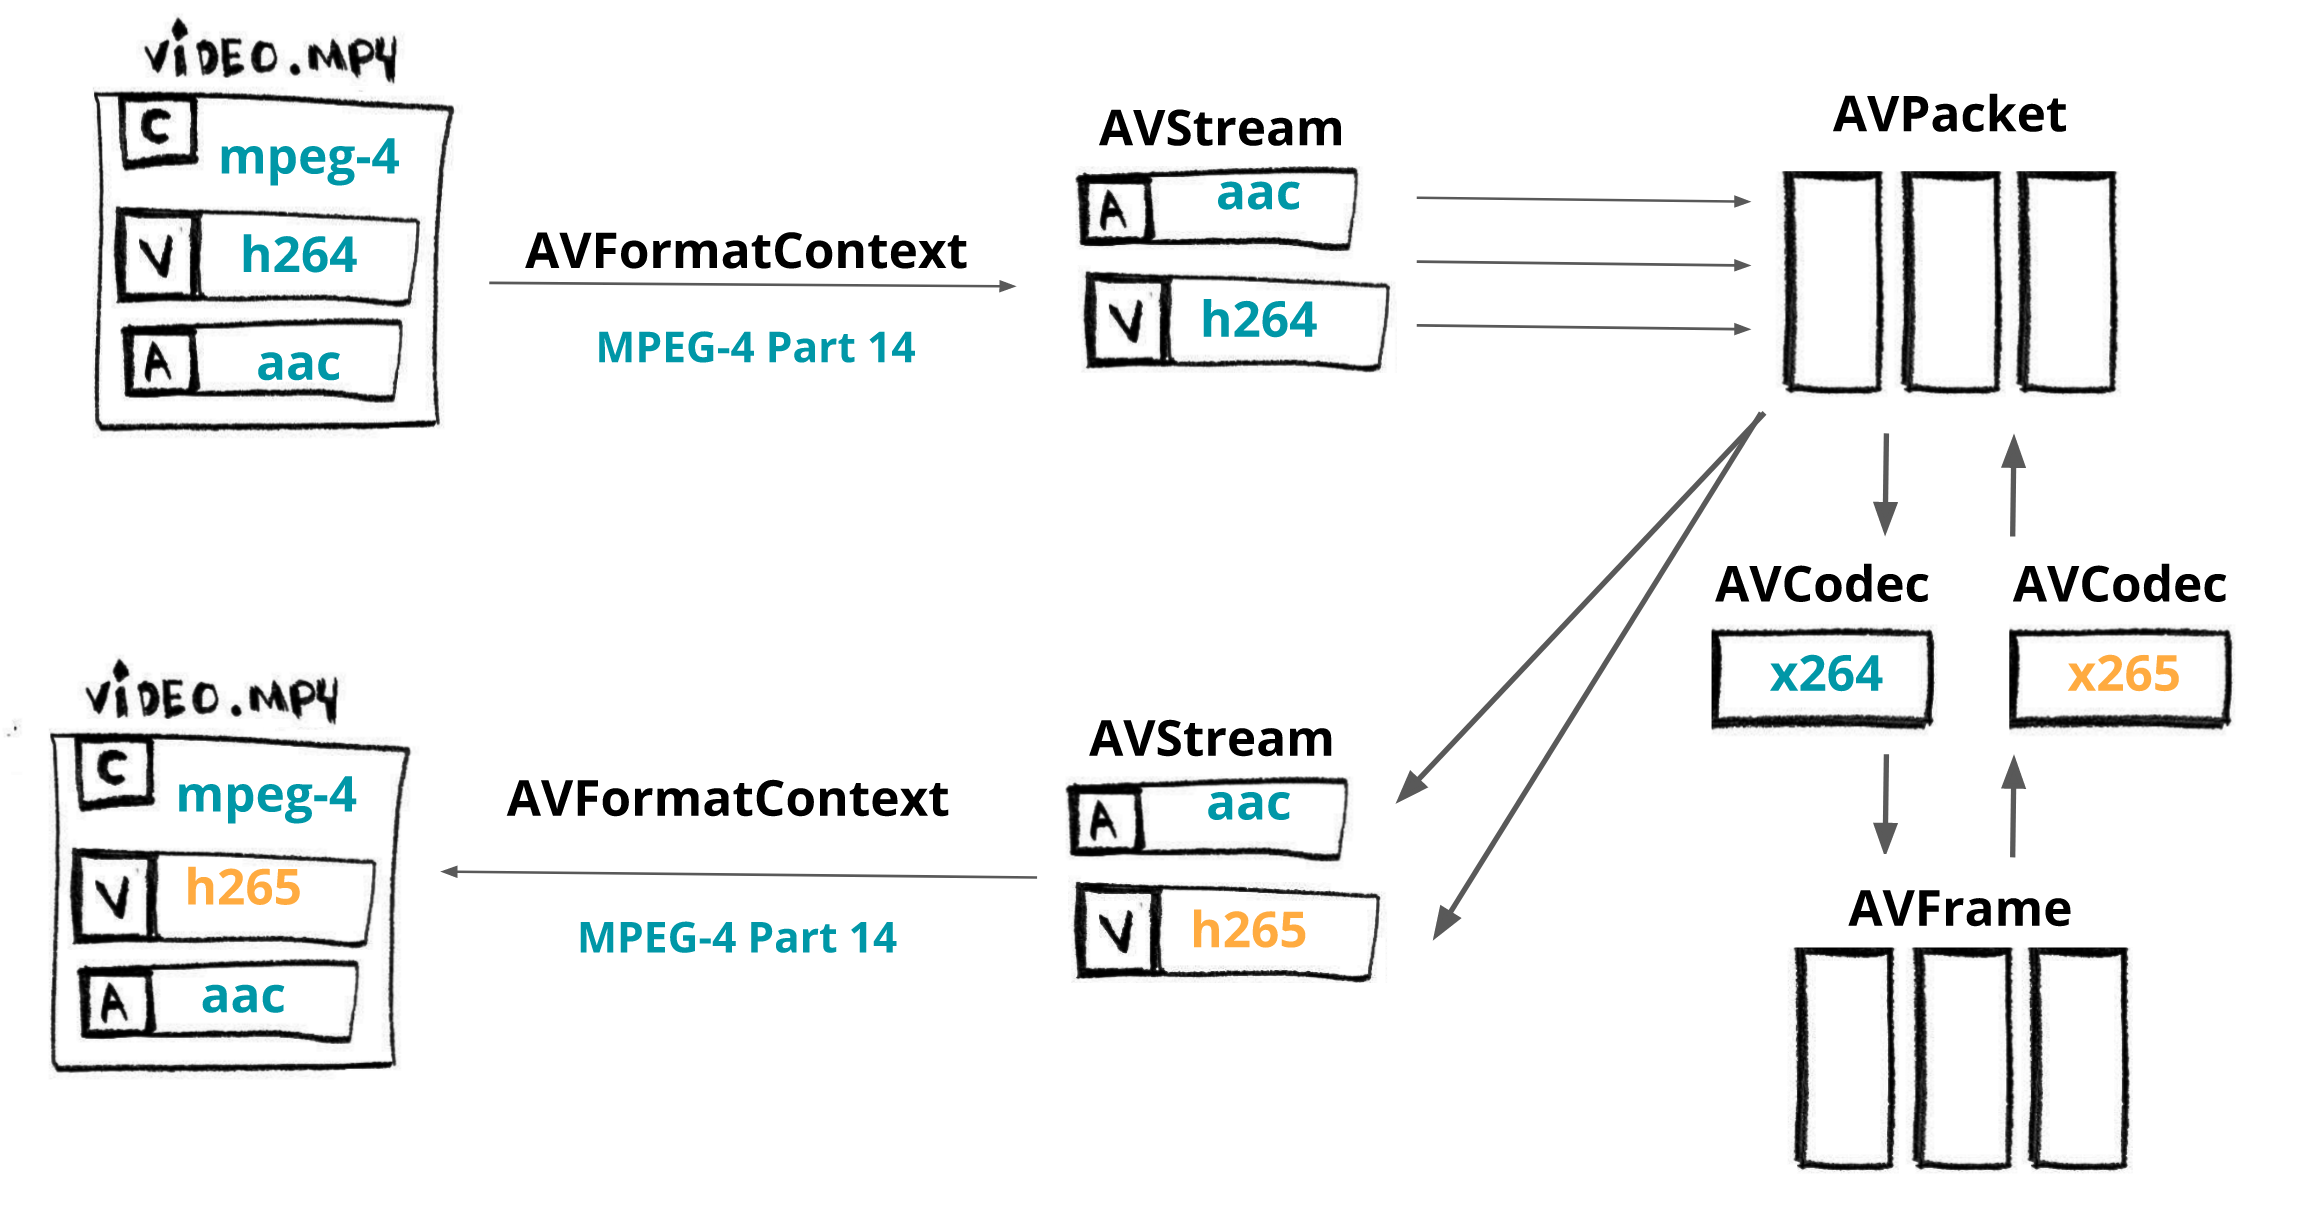 VIDEO.MP4
C
mpeg-4
V
h264
A
aac
AVFormatContext
MPEG-4 Part 14
AVStream
A
aac
V
h264
AVPacket
AVCodec
x264
AVCodec
x265
AVFrame
AVStream
A
aac
V
h265
AVFormatContext
MPEG-4 Part 14
VIDEO.MP4
C
mpeg-4
V
h265
A
aac